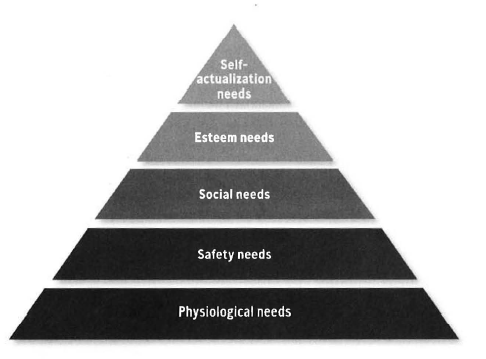 Self-
actualization
needs
Esteem needs
Social needs
Safety needs
Physiological needs